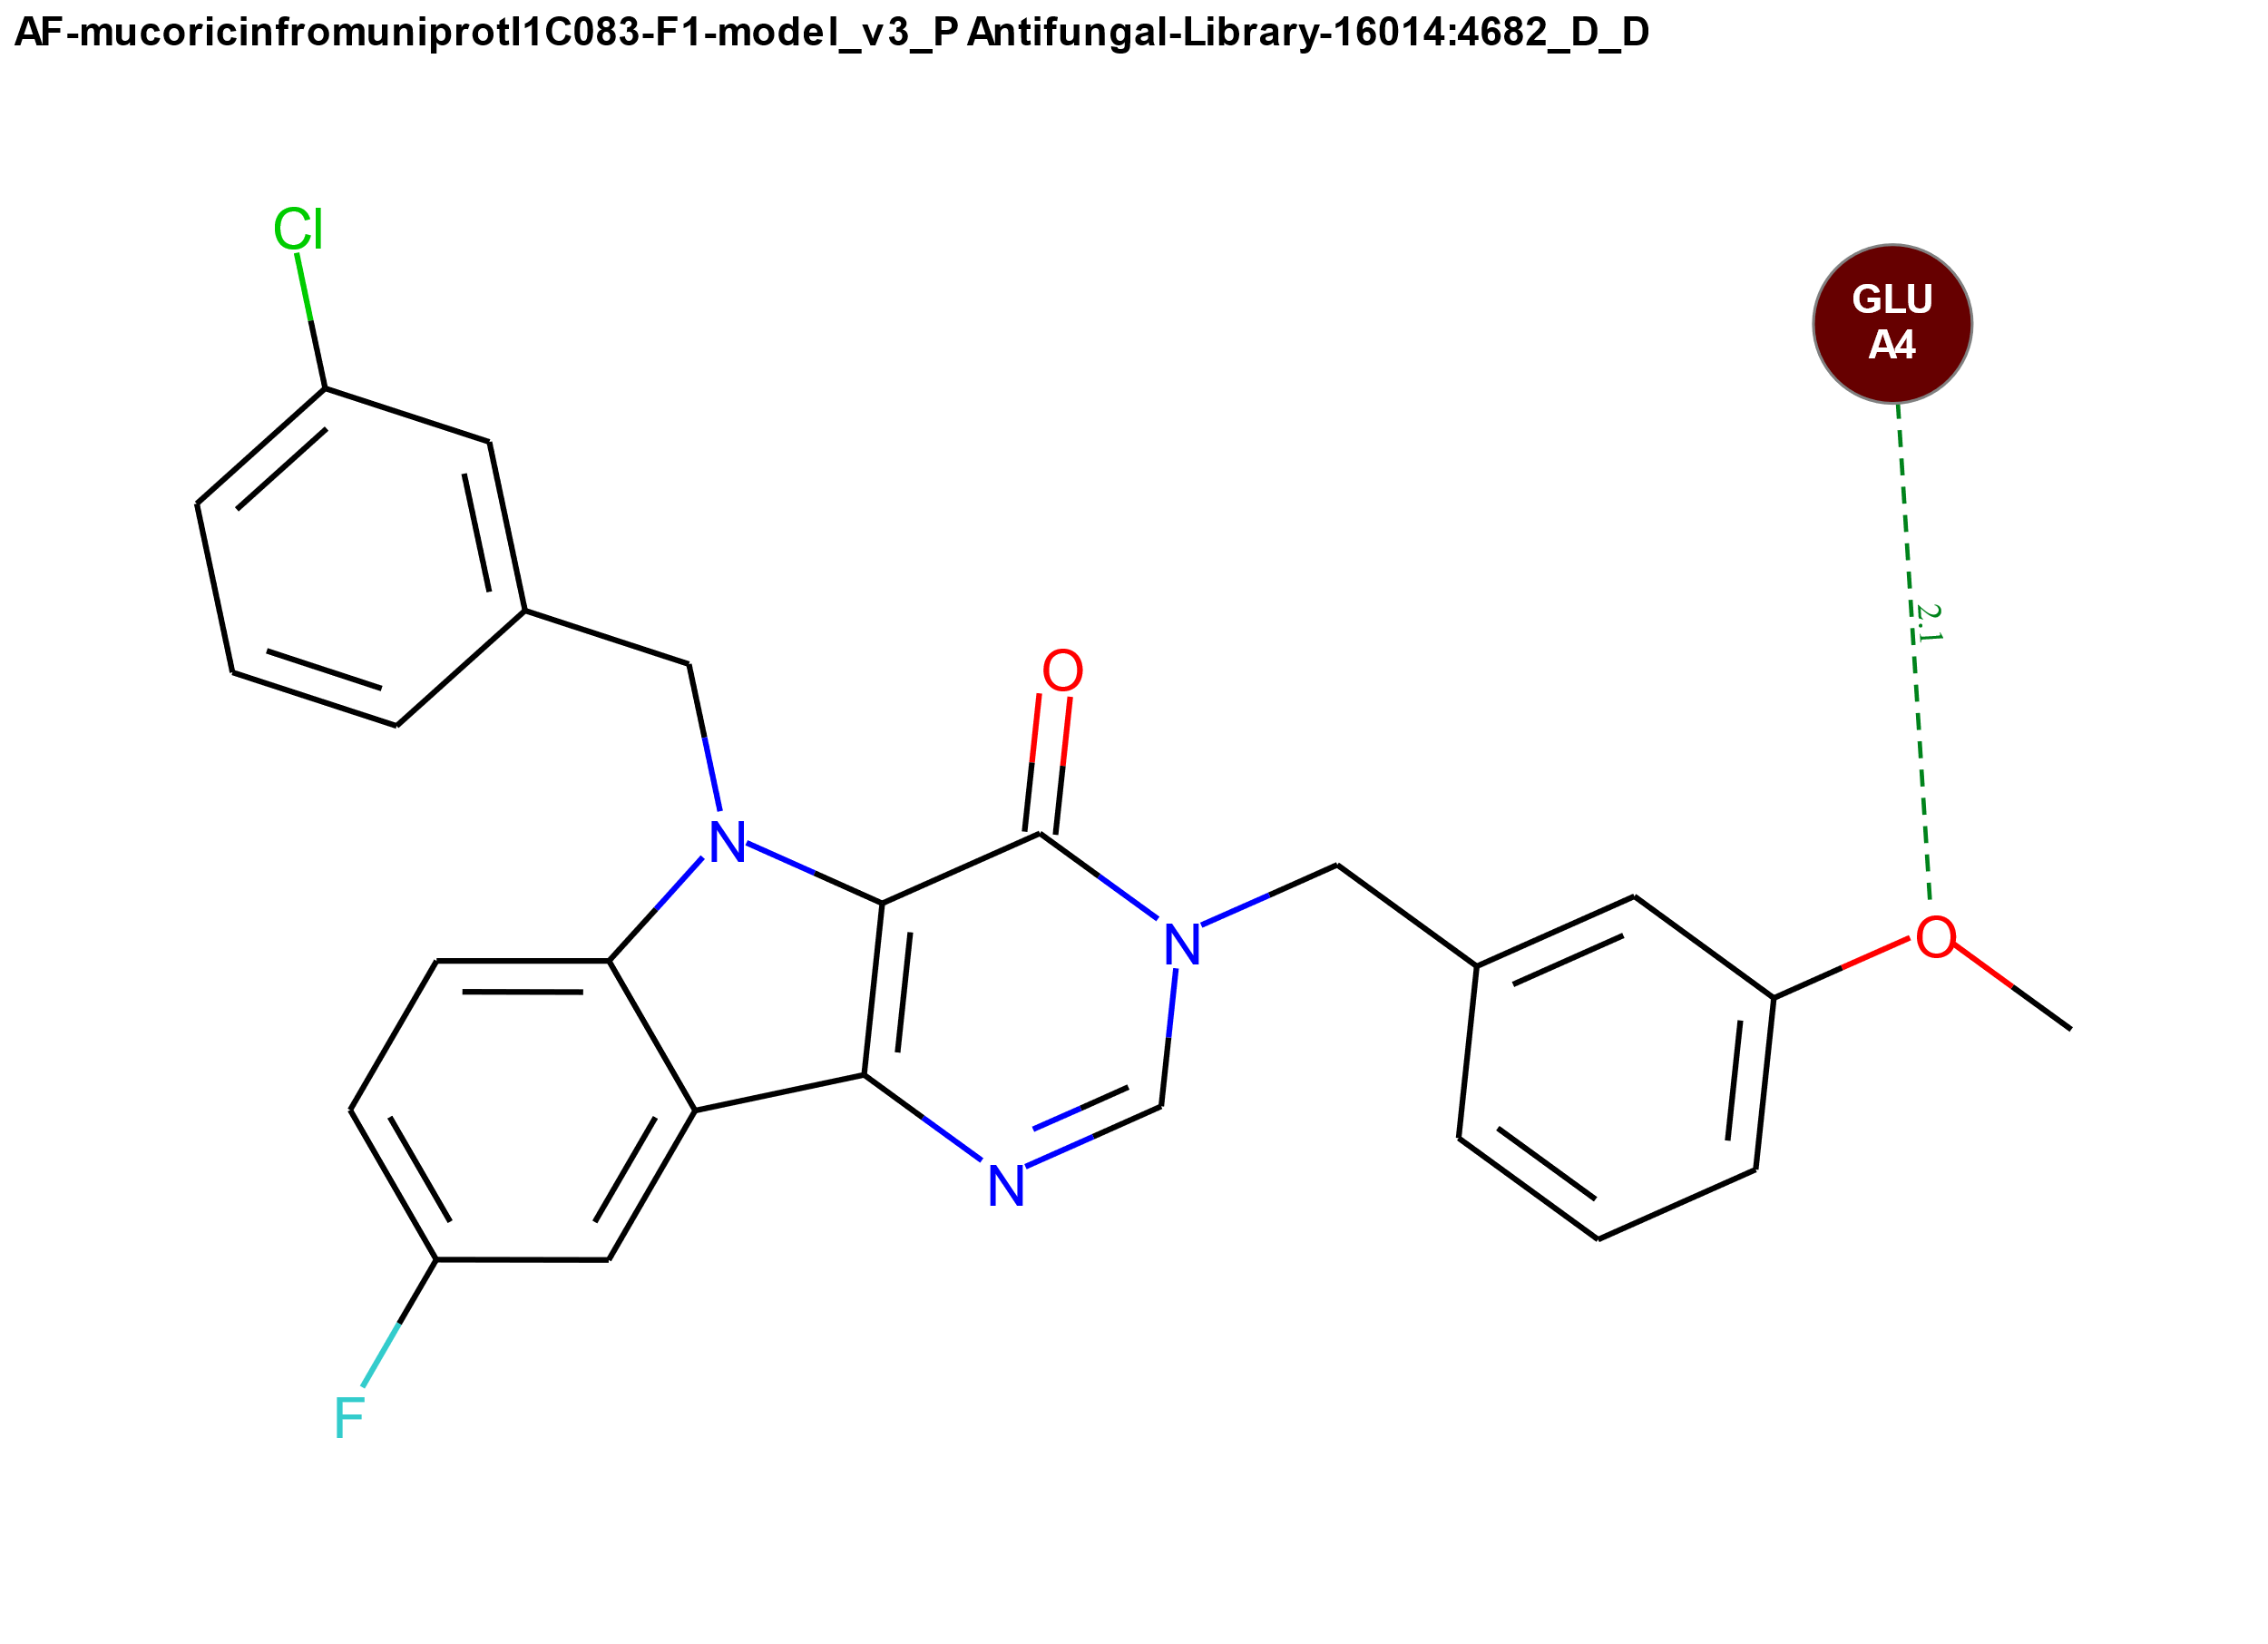 AF-mucoricinfromuniprotI1C083-F1-model_v3_P Antifungal-Library-16014:4682_D_D
Cl
GLU
A4
2.1
O
N
O
N
N
F